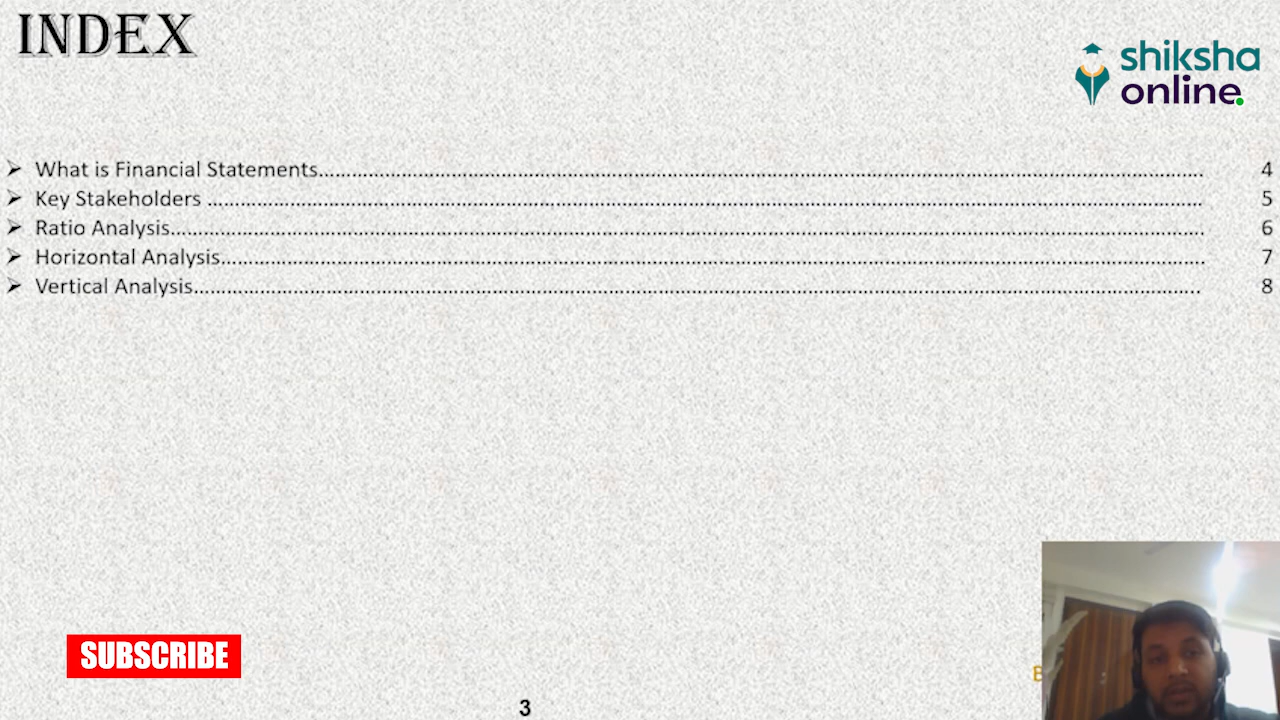 INDEX
shiksha
online
➢ What is Financial Statements........................................................................ 4
➢ Key Stakeholders ........................................................................ 5
➢ Ratio Analysis........................................................................ 6
➢ Horizontal Analysis........................................................................ 7
➢ Vertical Analysis........................................................................ 8
SUBSCRIBE
3